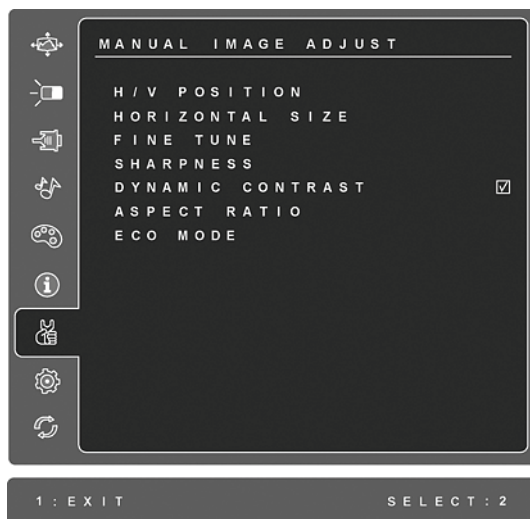 MANUAL IMAGE ADJUST
H/V POSITION
HORIZONTAL SIZE
FINE TUNE
SHARPNESS
DYNAMIC CONTRAST
ASPECT RATIO
ECO MODE
1:EXIT SELECT:2